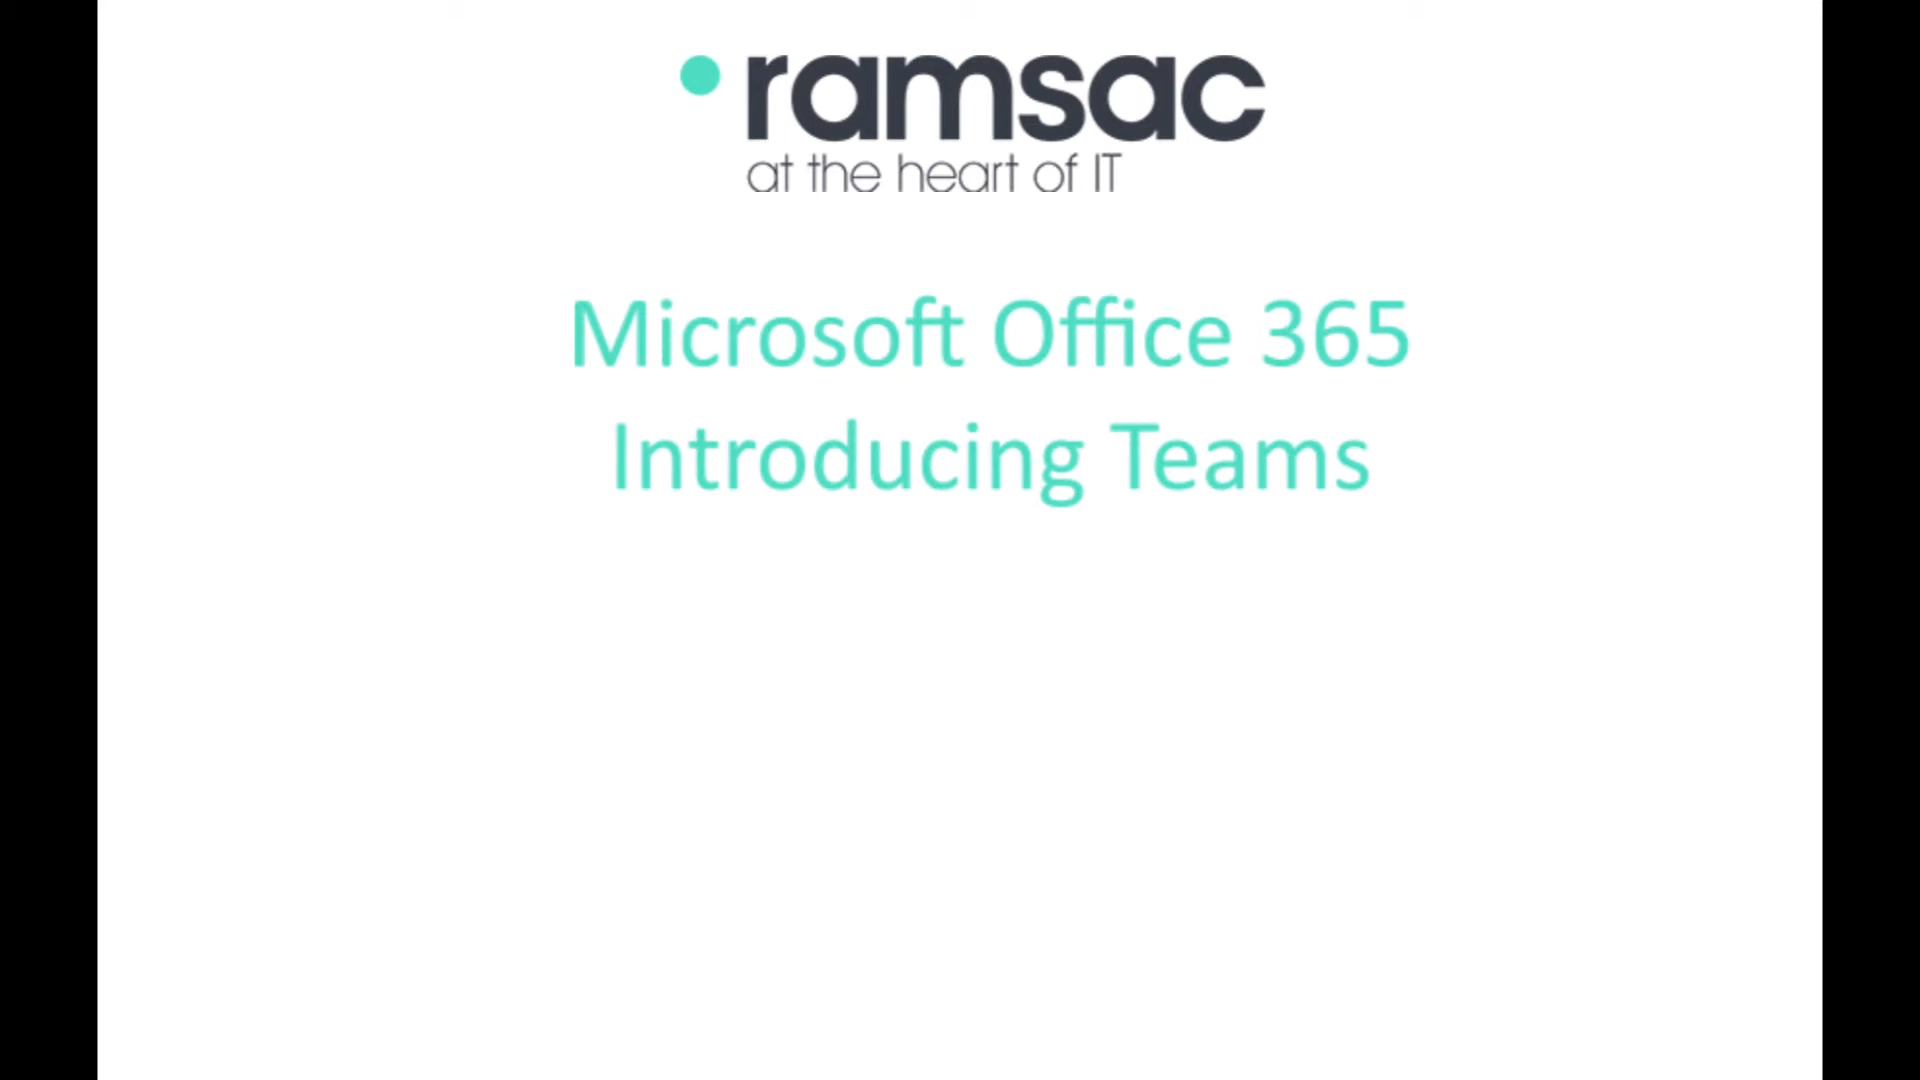 ramsac
at the heart of IT
Microsoft Office 365
Introducing Teams